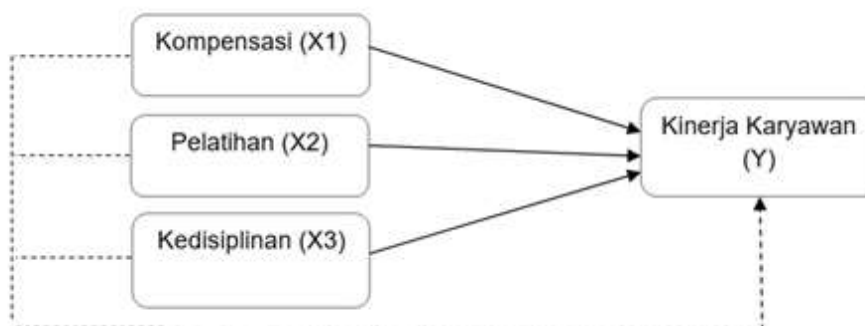 Kompensasi (X1)
Pelatihan (X2)
Kedisiplinan (X3)
Kinerja Karyawan
(Y)